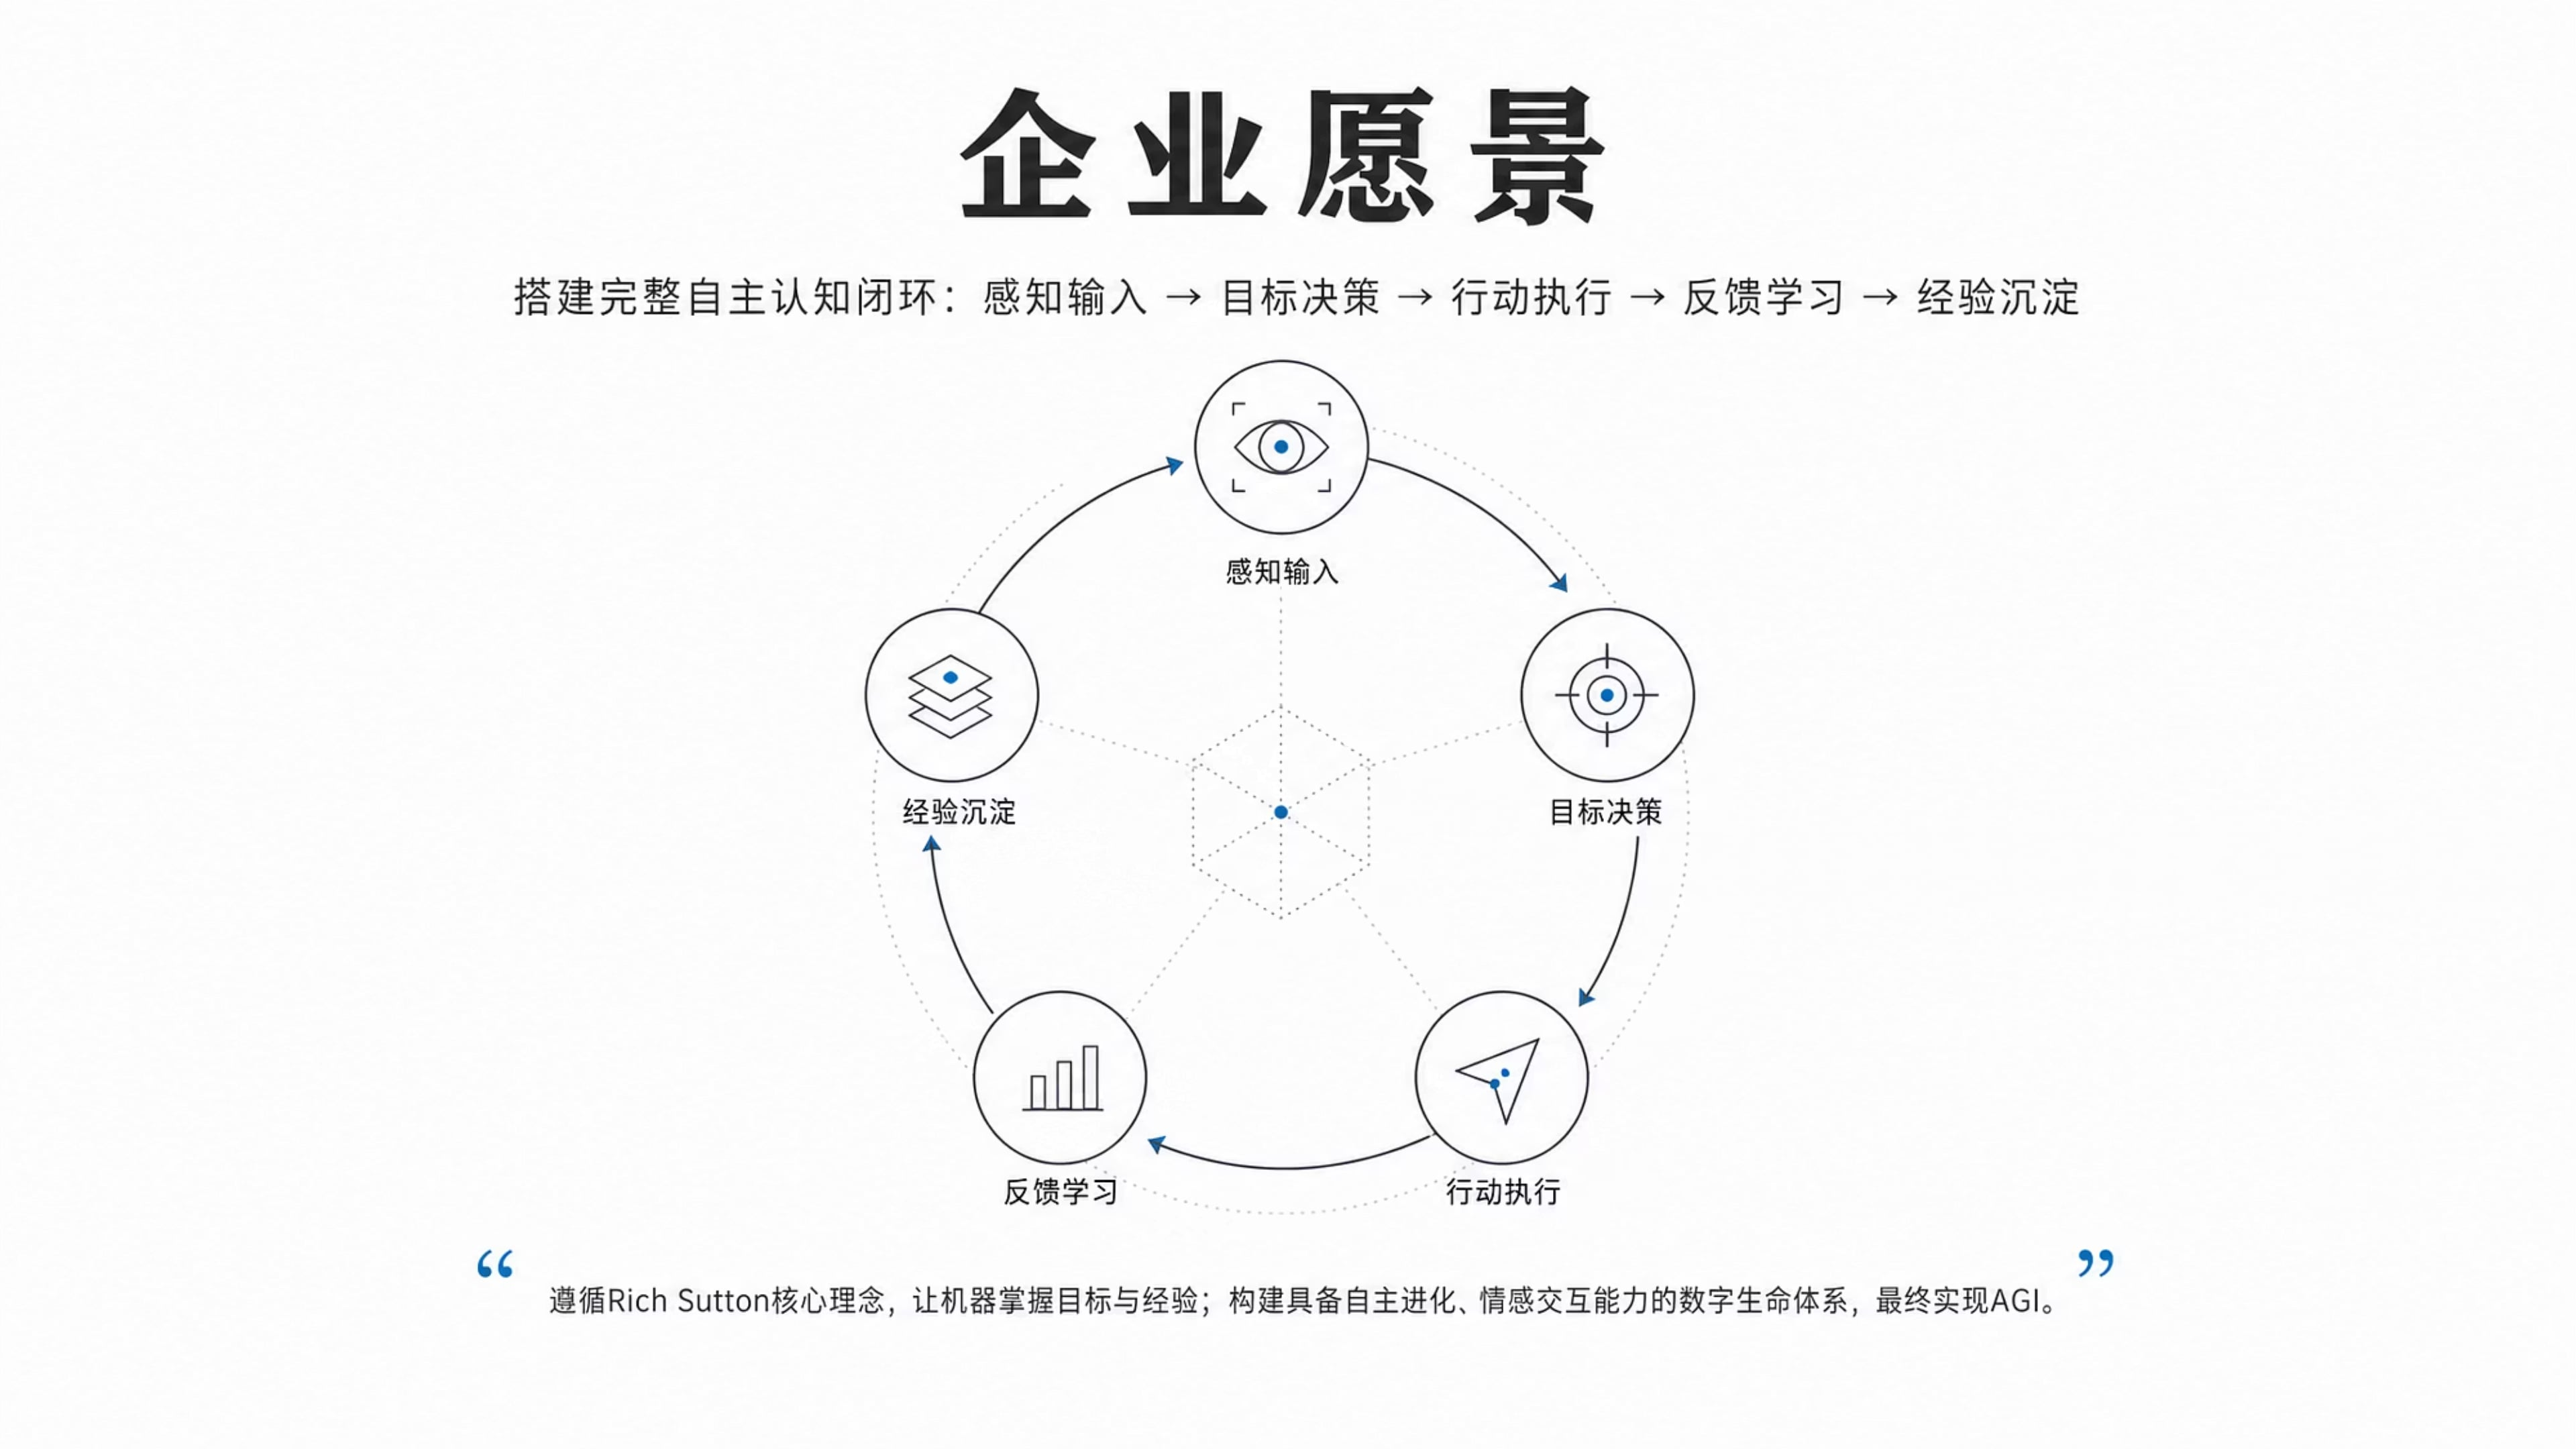 企业愿景
搭建完整自主认知闭环：感知输入 → 目标决策 → 行动执行 → 反馈学习 → 经验沉淀
感知输入
经验沉淀
目标决策
反馈学习
行动执行
“遵循Rich Sutton核心理念，让机器掌握目标与经验；构建具备自主进化、情感交互能力的数字生命体系，最终实现AGI。”